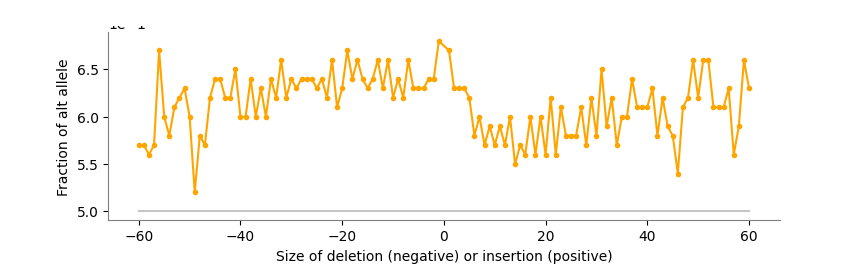 6.5
6.0
5.5
5.0
Fraction of alt allele
−60 −40 −20 0 20 40 60
Size of deletion (negative) or insertion (positive)